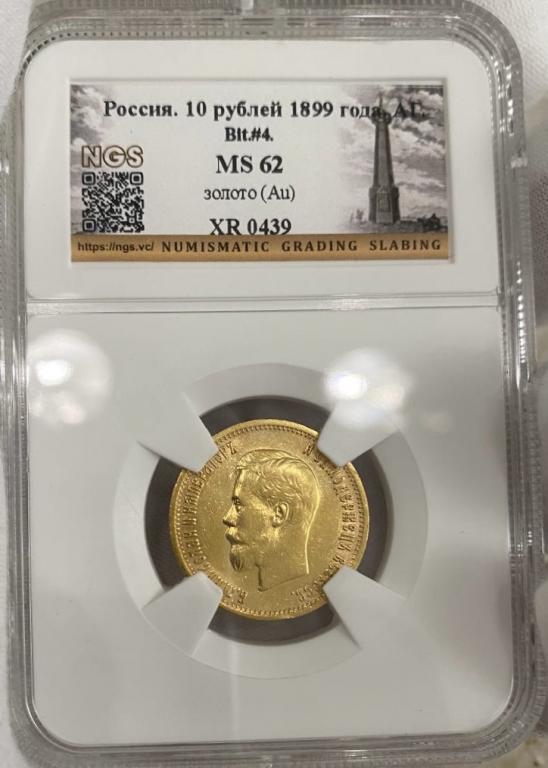 Россия. 10 рублей 1899 года. АГ.
Bit.#4.
NGS
MS 62
золото (Au)
XR 0439
https://ngs.vc/ NUMISMATIC GRADING SLABING